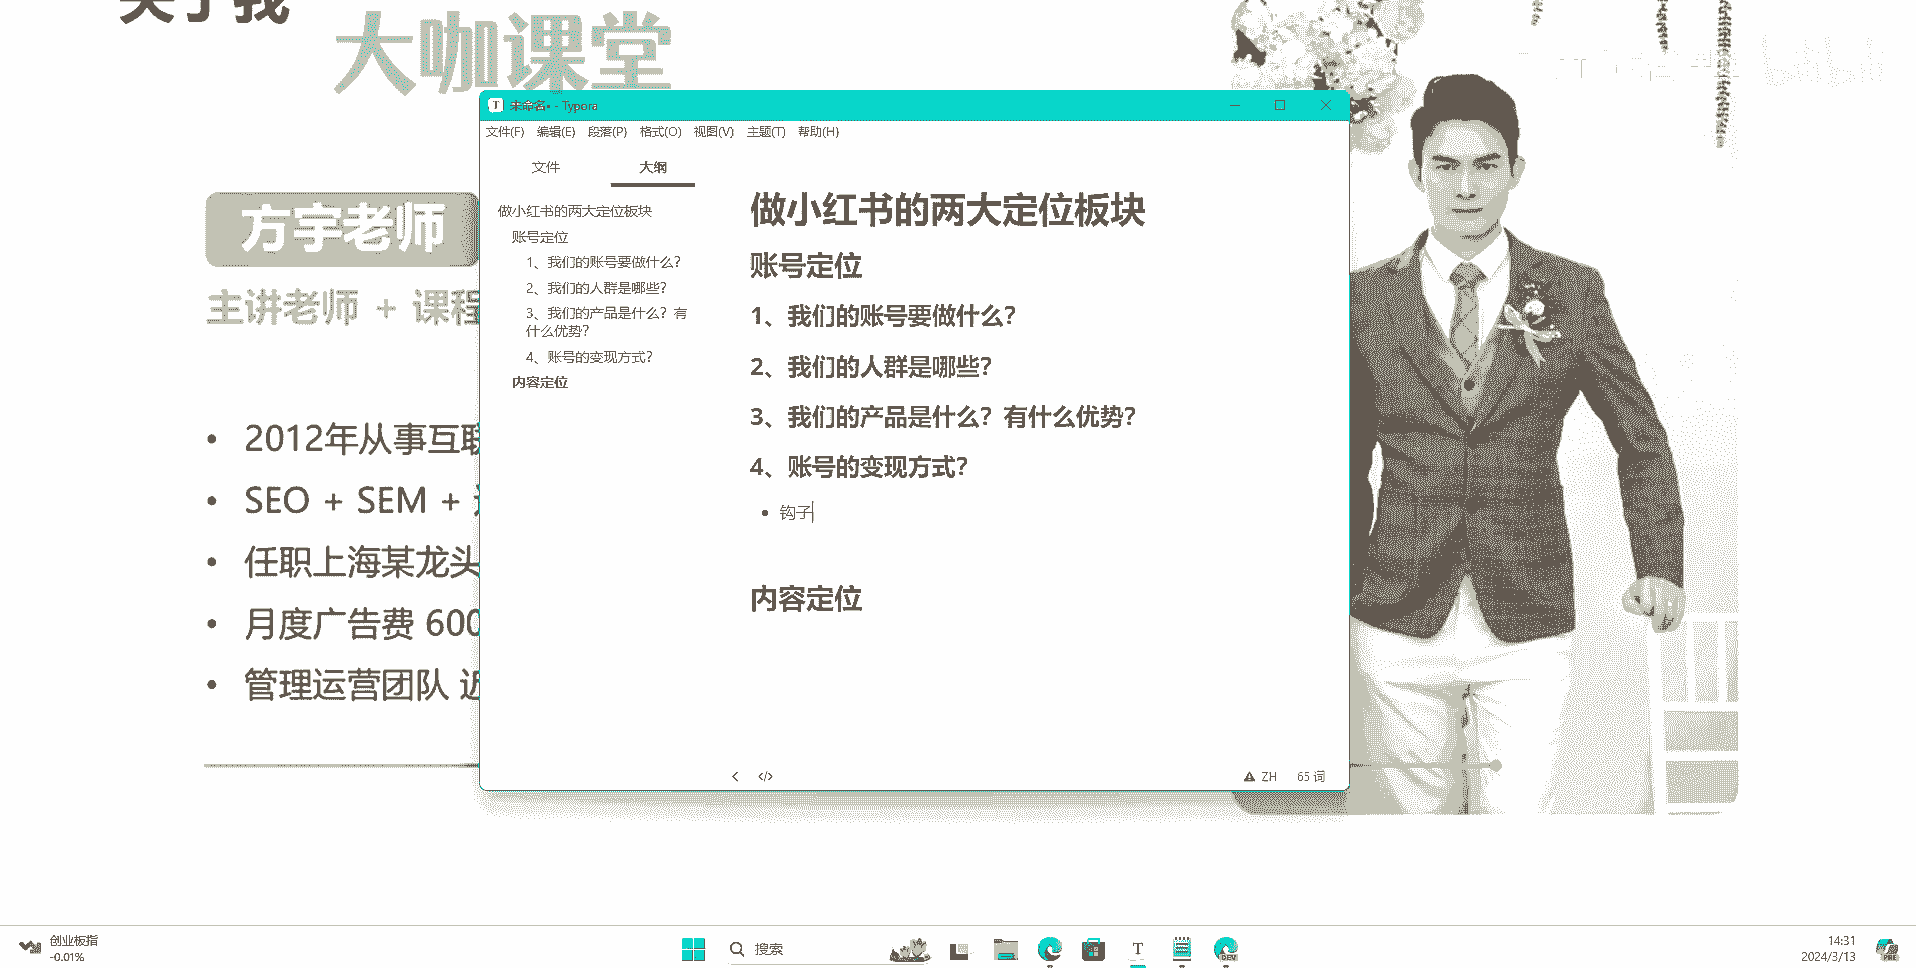 关于我
大咖课堂
bilibili
未命名• - Typora
文件(F) 编辑(E) 段落(P) 格式(O) 视图(V) 主题(T) 帮助(H)
文件 大纲
做小红书的两大定位板块
账号定位
1、我们的账号要做什么？
2、我们的人群是哪些？
3、我们的产品是什么？有
什么优势？
4、账号的变现方式？
内容定位
做小红书的两大定位板块
账号定位
1、我们的账号要做什么？
2、我们的人群是哪些？
3、我们的产品是什么？有什么优势？
4、账号的变现方式？
• 钩子
内容定位
ZH 65 词
方宇老师
主讲老师 + 课程
• 2012年从事互联
• SEO + SEM +
• 任职上海某龙头
• 月度广告费 600
• 管理运营团队 近
创业板指
-0.01%
搜索
DEV
14:31
2024/3/13
PRE